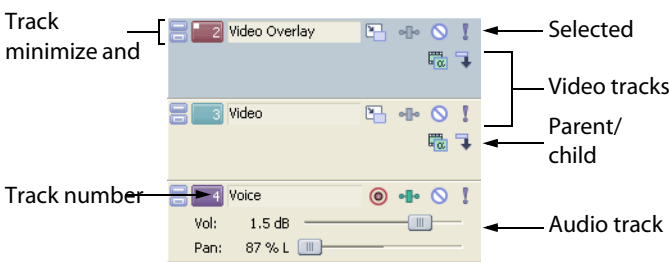 Track
minimize and
2 Video Overlay
Selected
Video tracks
3 Video
Parent/
child
Track number
4 Voice
Vol: 1.5 dB
Audio track
Pan: 87 % L